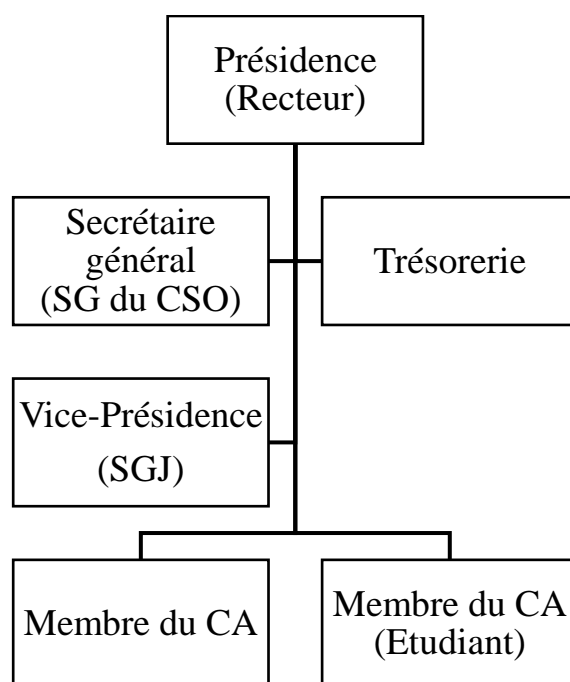 Présidence
(Recteur)
Secrétaire
général
(SG du CSO)
Trésorerie
Vice-Présidence
(SGJ)
Membre du CA
Membre du CA
(Etudiant)